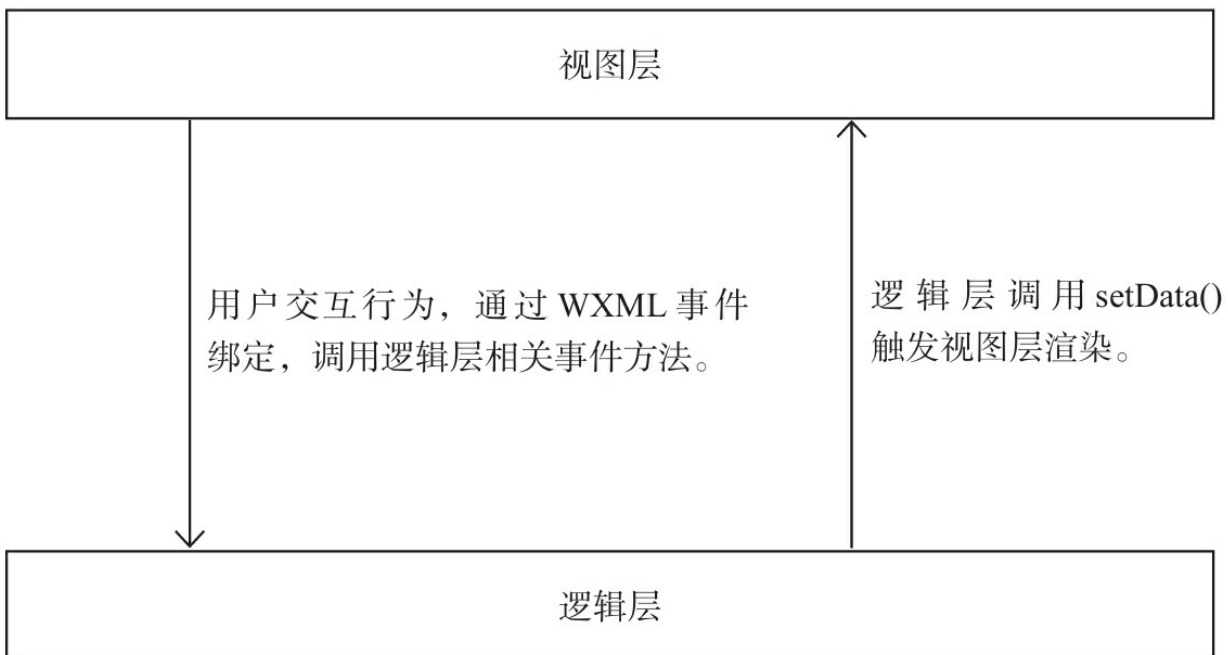 视图层
用户交互行为，通过 WXML 事件
绑定，调用逻辑层相关事件方法。
逻辑层调用 setData()
触发视图层渲染。
逻辑层